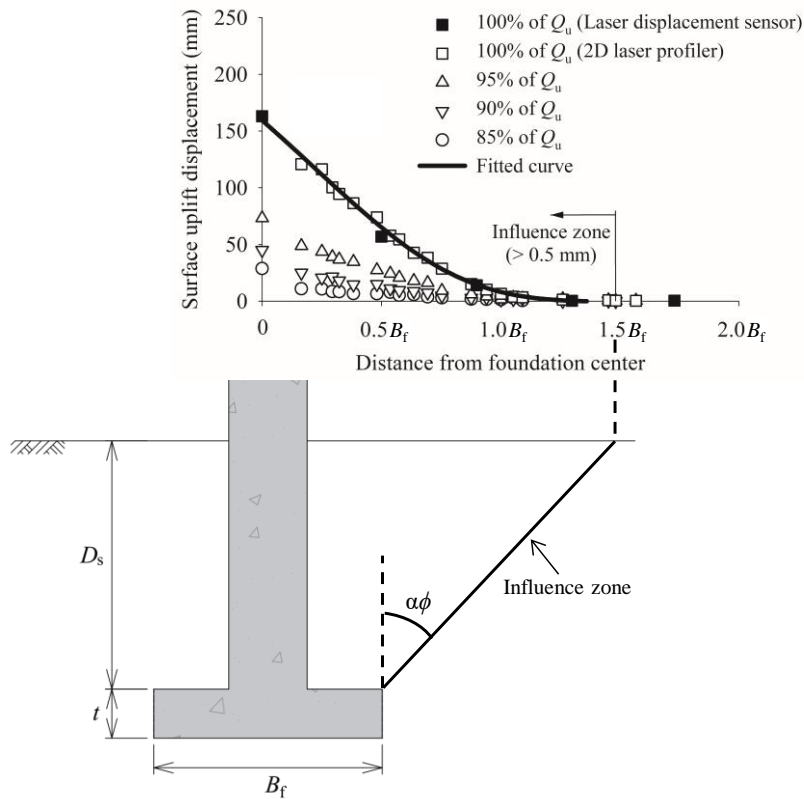 Surface uplift displacement (mm)
250
200
150
100
50
0
■ 100% of Qu (Laser displacement sensor)
□ 100% of Qu (2D laser profiler)
△ 95% of Qu
▽ 90% of Qu
○ 85% of Qu
Fitted curve
Influence zone
(> 0.5 mm)
0 0.5Bf 1.0Bf 1.5Bf 2.0Bf
Distance from foundation center
Ds
αϕ
Influence zone
t
Bf